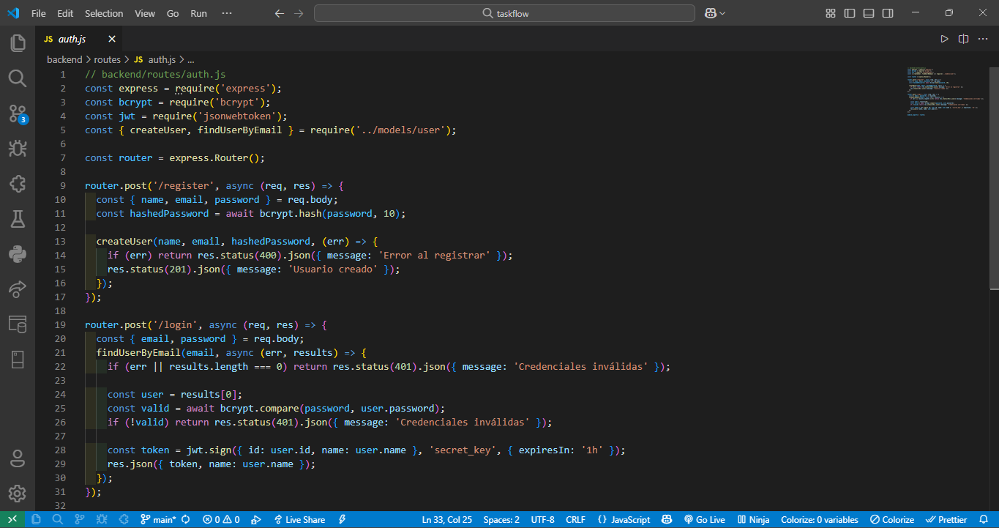 File Edit Selection View Go Run ··· taskflow
JS auth.js
backend > routes > JS auth.js > ...
1 // backend/routes/auth.js
2 const express = require('express');
3 const bcrypt = require('bcrypt');
4 const jwt = require('jsonwebtoken');
5 const { createUser, findUserByEmail } = require('../models/user');
6
7 const router = express.Router();
8
9 router.post('/register', async (req, res) => {
10   const { name, email, password } = req.body;
11   const hashedPassword = await bcrypt.hash(password, 10);
12
13   createUser(name, email, hashedPassword, (err) => {
14     if (err) return res.status(400).json({ message: 'Error al registrar' });
15     res.status(201).json({ message: 'Usuario creado' });
16   });
17 });
18
19 router.post('/login', async (req, res) => {
20   const { email, password } = req.body;
21   findUserByEmail(email, async (err, results) => {
22     if (err || results.length === 0) return res.status(401).json({ message: 'Credenciales inválidas' });
23
24     const user = results[0];
25     const valid = await bcrypt.compare(password, user.password);
26     if (!valid) return res.status(401).json({ message: 'Credenciales inválidas' });
27
28     const token = jwt.sign({ id: user.id, name: user.name }, 'secret_key', { expiresIn: '1h' });
29     res.json({ token, name: user.name });
30   });
31 });
32
3
main* 0 0 Live Share Ln 33, Col 25 Spaces: 2 UTF-8 CRLF {} JavaScript Go Live Ninja Colorize: 0 variables Colorize Prettier